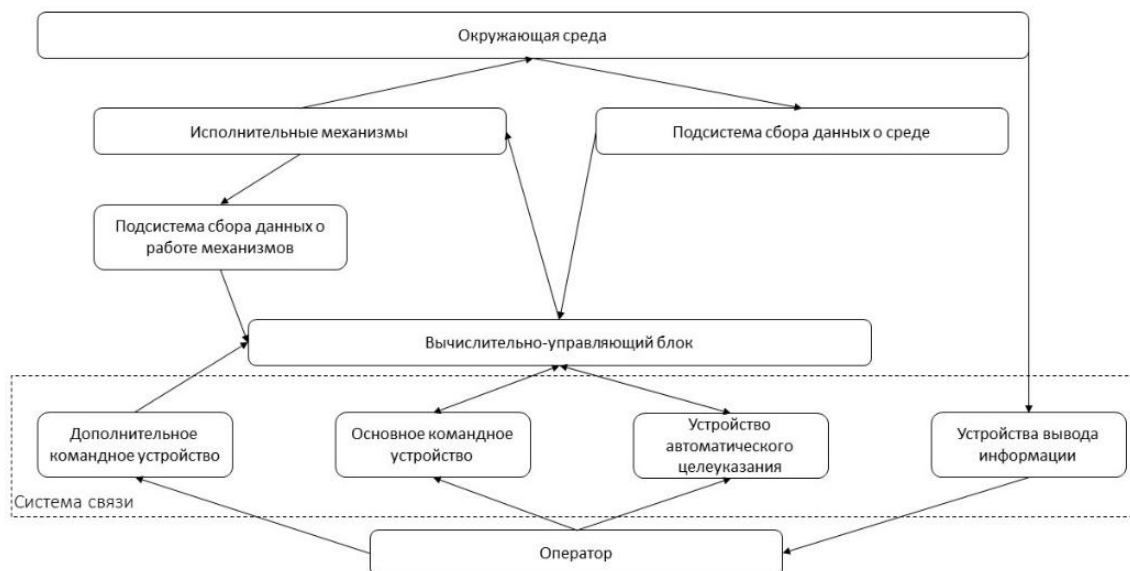 Окружающая среда
Исполнительные механизмы
Подсистема сбора данных о среде
Подсистема сбора данных о
работе механизмов
Вычислительно-управляющий блок
Дополнительное
командное устройство
Основное командное
устройство
Устройство
автоматического
целеуказания
Устройства вывода
информации
Система связи
Оператор